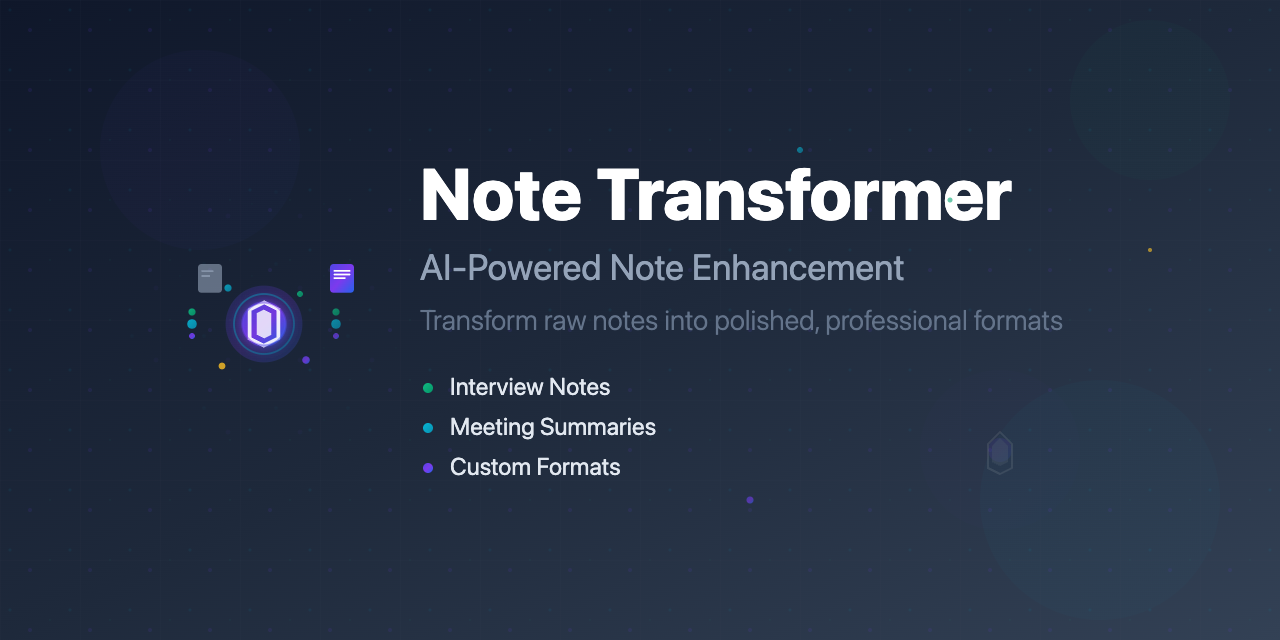 Note Transformer
AI-Powered Note Enhancement
Transform raw notes into polished, professional formats
Interview Notes
Meeting Summaries
Custom Formats